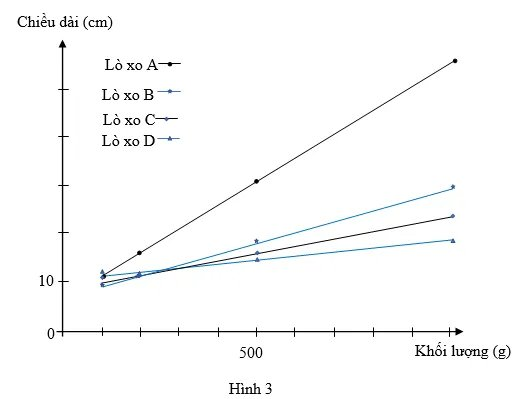 Chiều dài (cm)
Lò xo A
Lò xo B
Lò xo C
Lò xo D
10
0
500
Khối lượng (g)
Hình 3